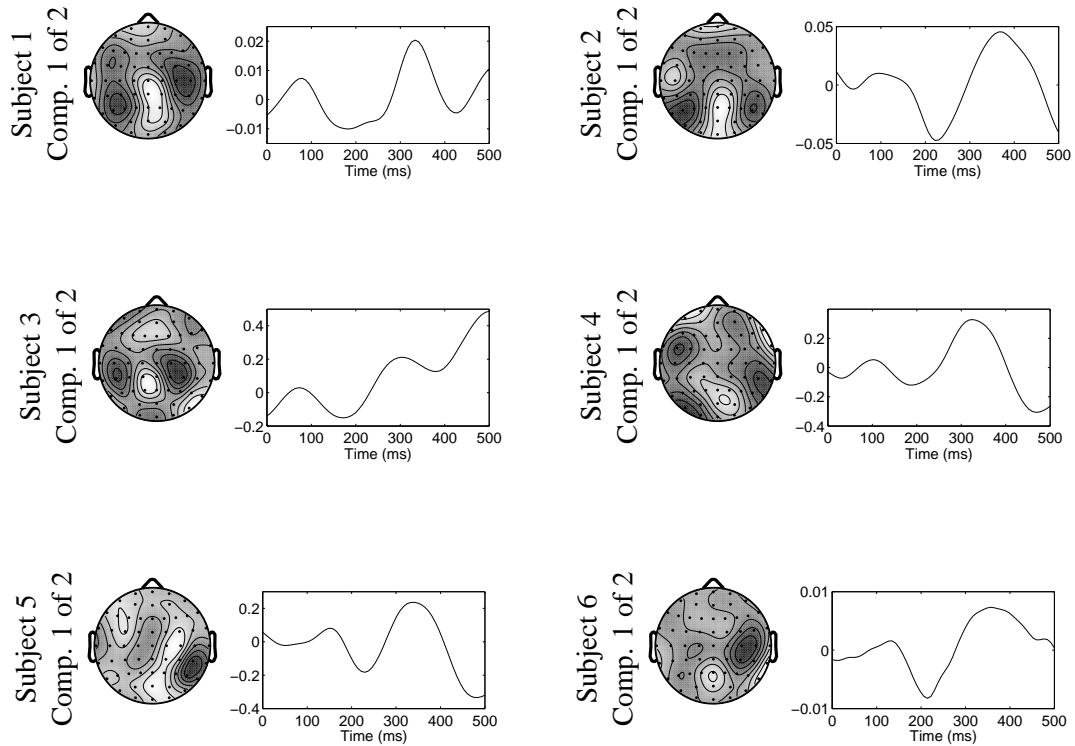 Subject 1
Comp. 1 of 2
0.02
0.01
0
−0.01
0 100 200 300 400 500
Time (ms)
Subject 2
Comp. 1 of 2
0.05
0
−0.05
0 100 200 300 400 500
Time (ms)
Subject 3
Comp. 1 of 2
0.4
0.2
0
−0.2
0 100 200 300 400 500
Time (ms)
Subject 4
Comp. 1 of 2
0.2
0
−0.2
−0.4
0 100 200 300 400 500
Time (ms)
Subject 5
Comp. 1 of 2
0.2
0
−0.2
−0.4
0 100 200 300 400 500
Time (ms)
Subject 6
Comp. 1 of 2
0.01
0
−0.01
0 100 200 300 400 500
Time (ms)